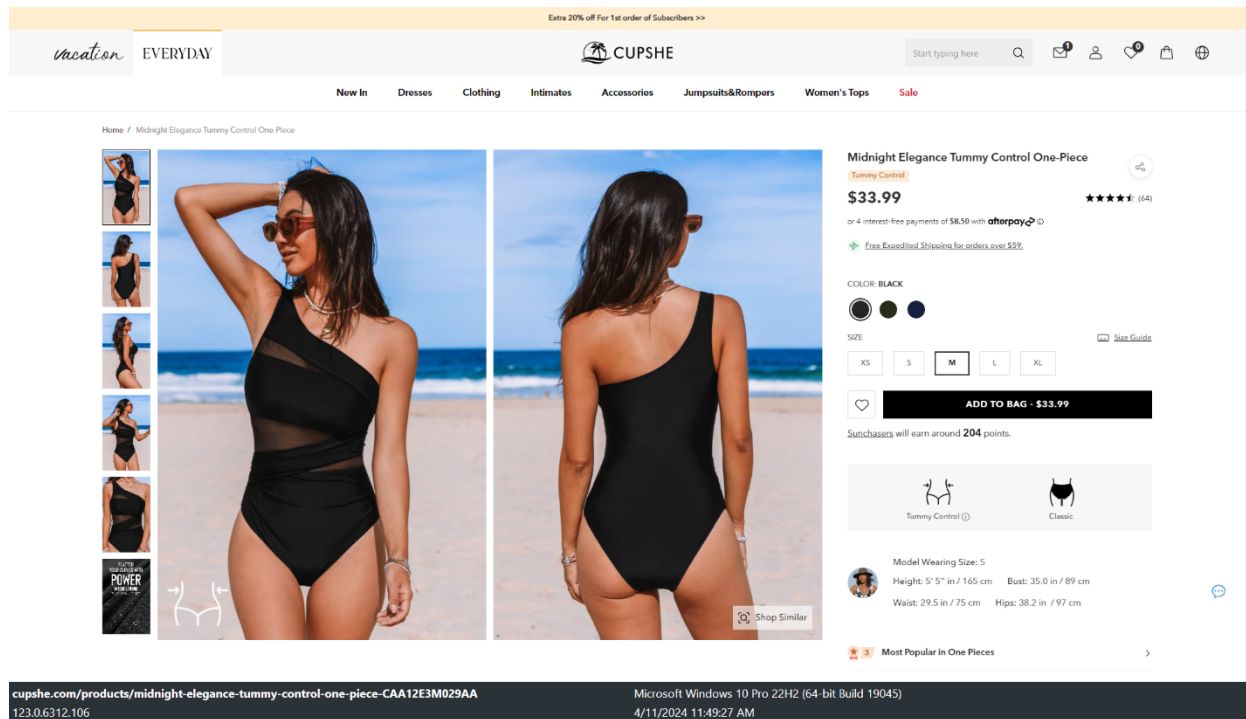 Extra 20% off For 1st order of Subscribers >>
vacation EVERYDAY
CUPSHE
Start typing here
1
0
New In Dresses Clothing Intimates Accessories Jumpsuits&Rompers Women's Tops Sale
Home / Midnight Elegance Tummy Control One-Piece
Midnight Elegance Tummy Control One-Piece
Tummy Control
$33.99
(64)
or 4 interest-free payments of $8.50 with afterpay
Free Expedited Shipping for orders over $59.
COLOR: BLACK
SIZE
Size Guide
XS S M L XL
ADD TO BAG - $33.99
Sunchasers will earn around 204 points.
Tummy Control
Classic
Model Wearing Size: S
Height: 5' 5" in / 165 cm Bust: 35.0 in / 89 cm
Waist: 29.5 in / 75 cm Hips: 38.2 in / 97 cm
3 Most Popular in One Pieces
POWER
Shop Similar
cupshe.com/products/midnight-elegance-tummy-control-one-piece-CAA12E3M029AA
123.0.6312.106
Microsoft Windows 10 Pro 22H2 (64-bit Build 19045)
4/11/2024 11:49:27 AM